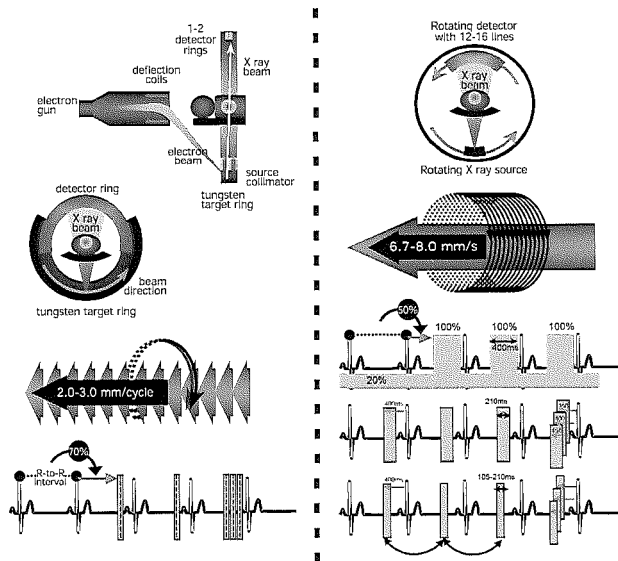 1-2
detector
rings
X ray
beam
deflection
coils
electron
gun
electron
beam
source
collimator
tungsten
target ring
detector ring
X ray
beam
beam
direction
tungsten target ring
2.0-3.0 mm/cycle
70%
R-to-R
interval
Rotating detector
with 12-16 lines
X ray
beam
Rotating X ray source
6.7-8.0 mm/s
50%
100%
100%
100%
400ms
20%
400ms
210ms
350
400ms
105-210ms